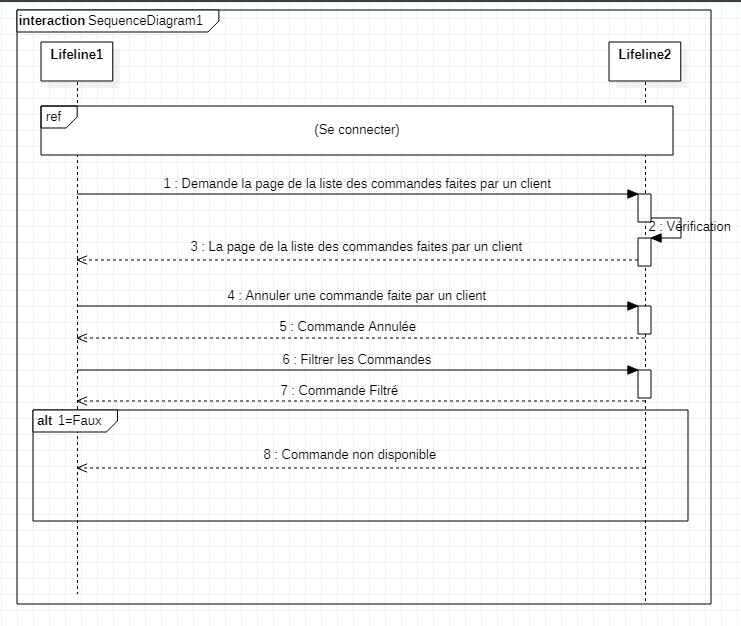 interaction SequenceDiagram1
Lifeline1
Lifeline2
ref
(Se connecter)
1 : Demande la page de la liste des commandes faites par un client
2 : Vérification
3 : La page de la liste des commandes faites par un client
4 : Annuler une commande faite par un client
5 : Commande Annulée
6 : Filtrer les Commandes
7 : Commande Filtré
alt 1=Faux
8 : Commande non disponible